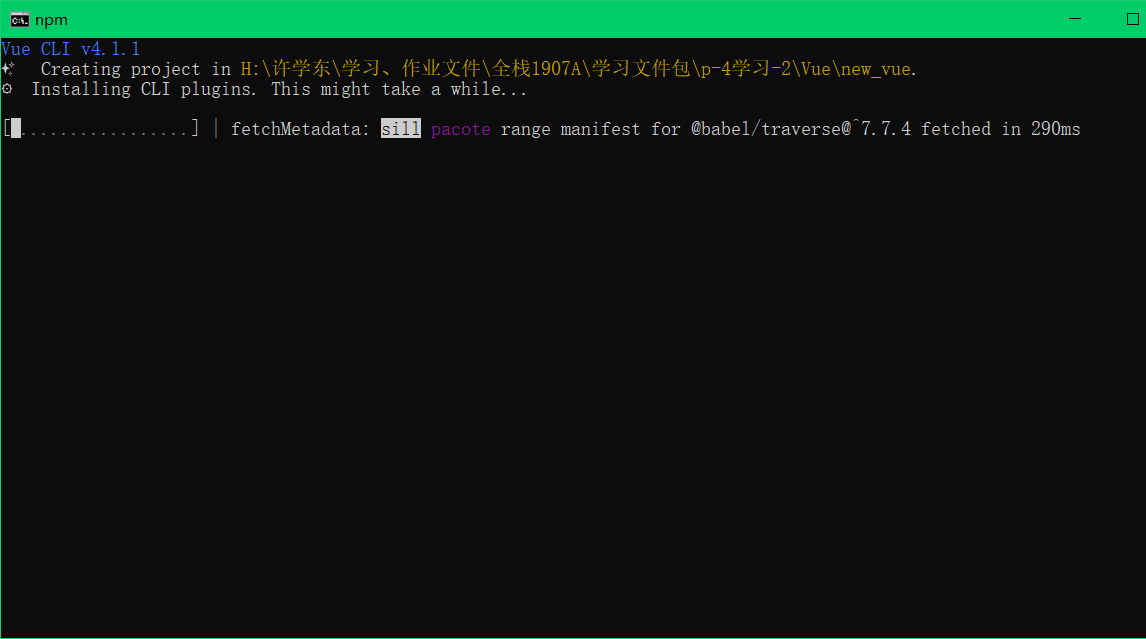 npm
Vue CLI v4.1.1
Creating project in H:\许学东\学习、作业文件\全栈1907A\学习文件包\p-4学习-2\Vue\new_vue.
Installing CLI plugins. This might take a while...
[ ................] | fetchMetadata: sill pacote range manifest for @babel/traverse@^7.7.4 fetched in 290ms